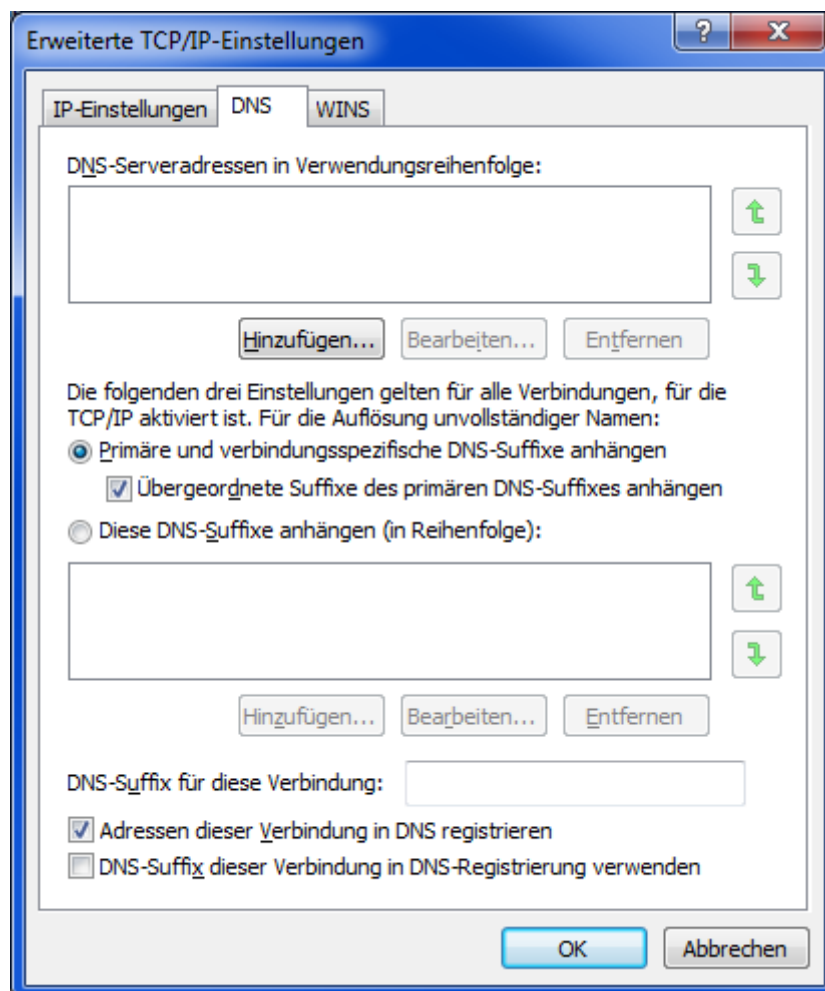 Erweiterte TCP/IP-Einstellungen
IP-Einstellungen DNS WINS
DNS-Serveradressen in Verwendungsreihenfolge:
Hinzufügen... Bearbeiten... Entfernen
Die folgenden drei Einstellungen gelten für alle Verbindungen, für die
TCP/IP aktiviert ist. Für die Auflösung unvollständiger Namen:
Primäre und verbindungsspezifische DNS-Suffixe anhängen
Übergeordnete Suffixe des primären DNS-Suffixes anhängen
Diese DNS-Suffixe anhängen (in Reihenfolge):
Hinzufügen... Bearbeiten... Entfernen
DNS-Suffix für diese Verbindung:
Adressen dieser Verbindung in DNS registrieren
DNS-Suffix dieser Verbindung in DNS-Registrierung verwenden
OK Abbrechen